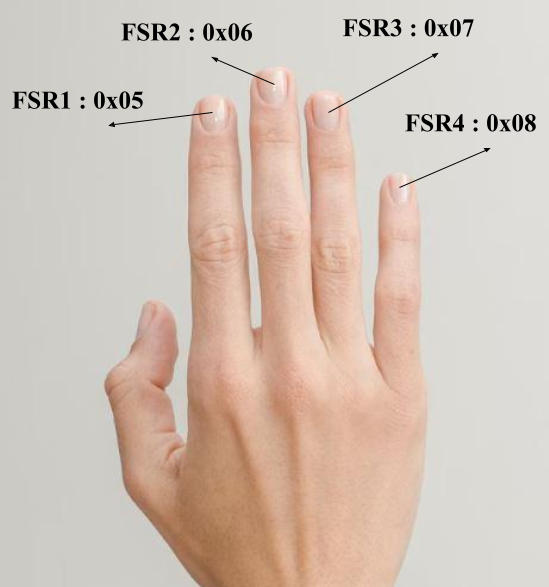 FSR2 : 0x06
FSR3 : 0x07
FSR1 : 0x05
FSR4 : 0x08